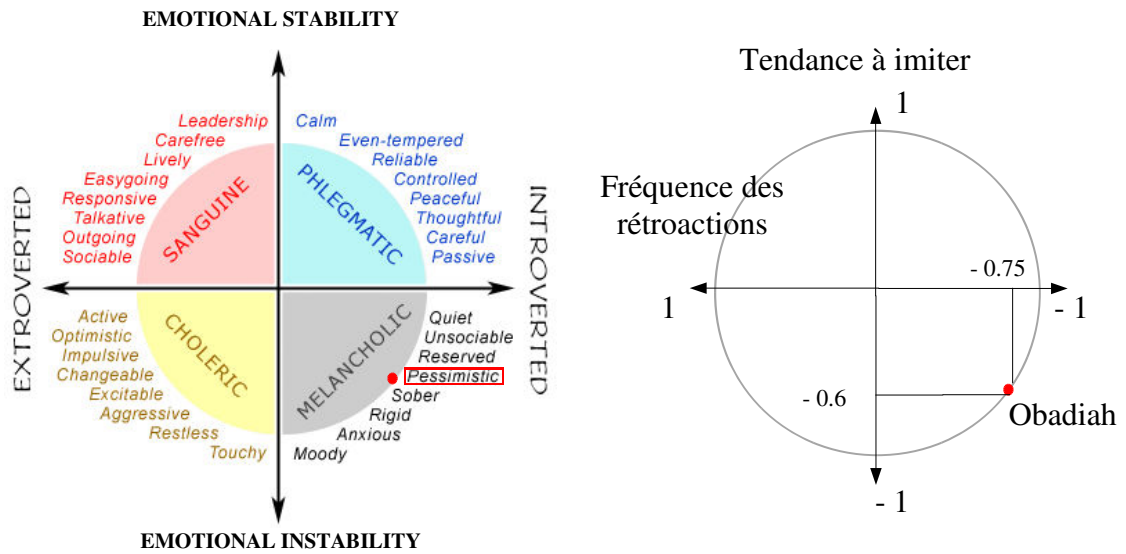 EMOTIONAL STABILITY
EXTROVERTED
INTROVERTED
Leadership
Carefree
Lively
Easygoing
Responsive
Talkative
Outgoing
Sociable
SANGUINE
Calm
Even-tempered
Reliable
Controlled
Peaceful
Thoughtful
Careful
Passive
PHLEGMATIC
Active
Optimistic
Impulsive
Changeable
Excitable
Aggressive
Restless
Touchy
CHOLERIC
Quiet
Unsociable
Reserved
Pessimistic
Sober
Rigid
Anxious
Moody
MELANCHOLIC
EMOTIONAL INSTABILITY
Tendance à imiter
1
Fréquence des
rétroactions
- 0.75
1
- 1
- 0.6
Obadiah
- 1